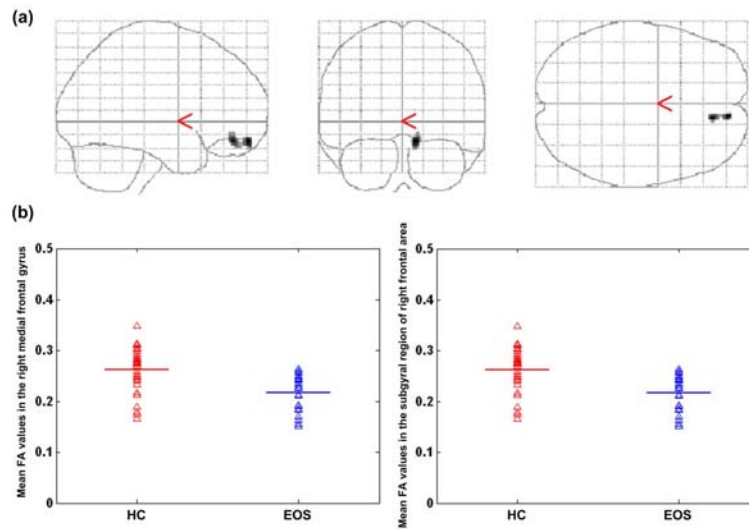 (a)
(b)
Mean FA values in the right medial frontal gyrus
0.5
0.4
0.3
0.2
0.1
0
HC
EOS
Mean FA values in the subgyral region of right frontal area
0.5
0.4
0.3
0.2
0.1
0
HC
EOS